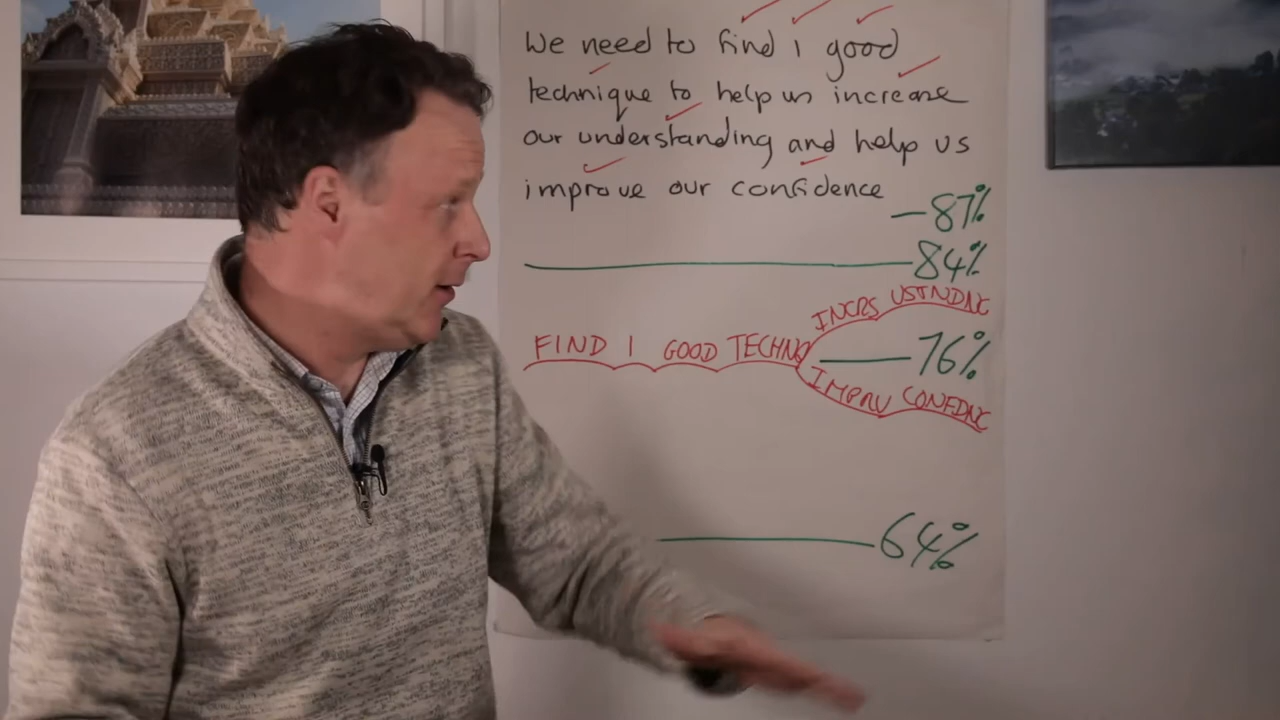 We need to find 1 good
technique to help us increase
our understanding and help us
improve our confidence
87%
84%
INCRS USTNDNG
FIND 1 GOOD TECHNQ
76%
IMPRV CONFDNC
64%